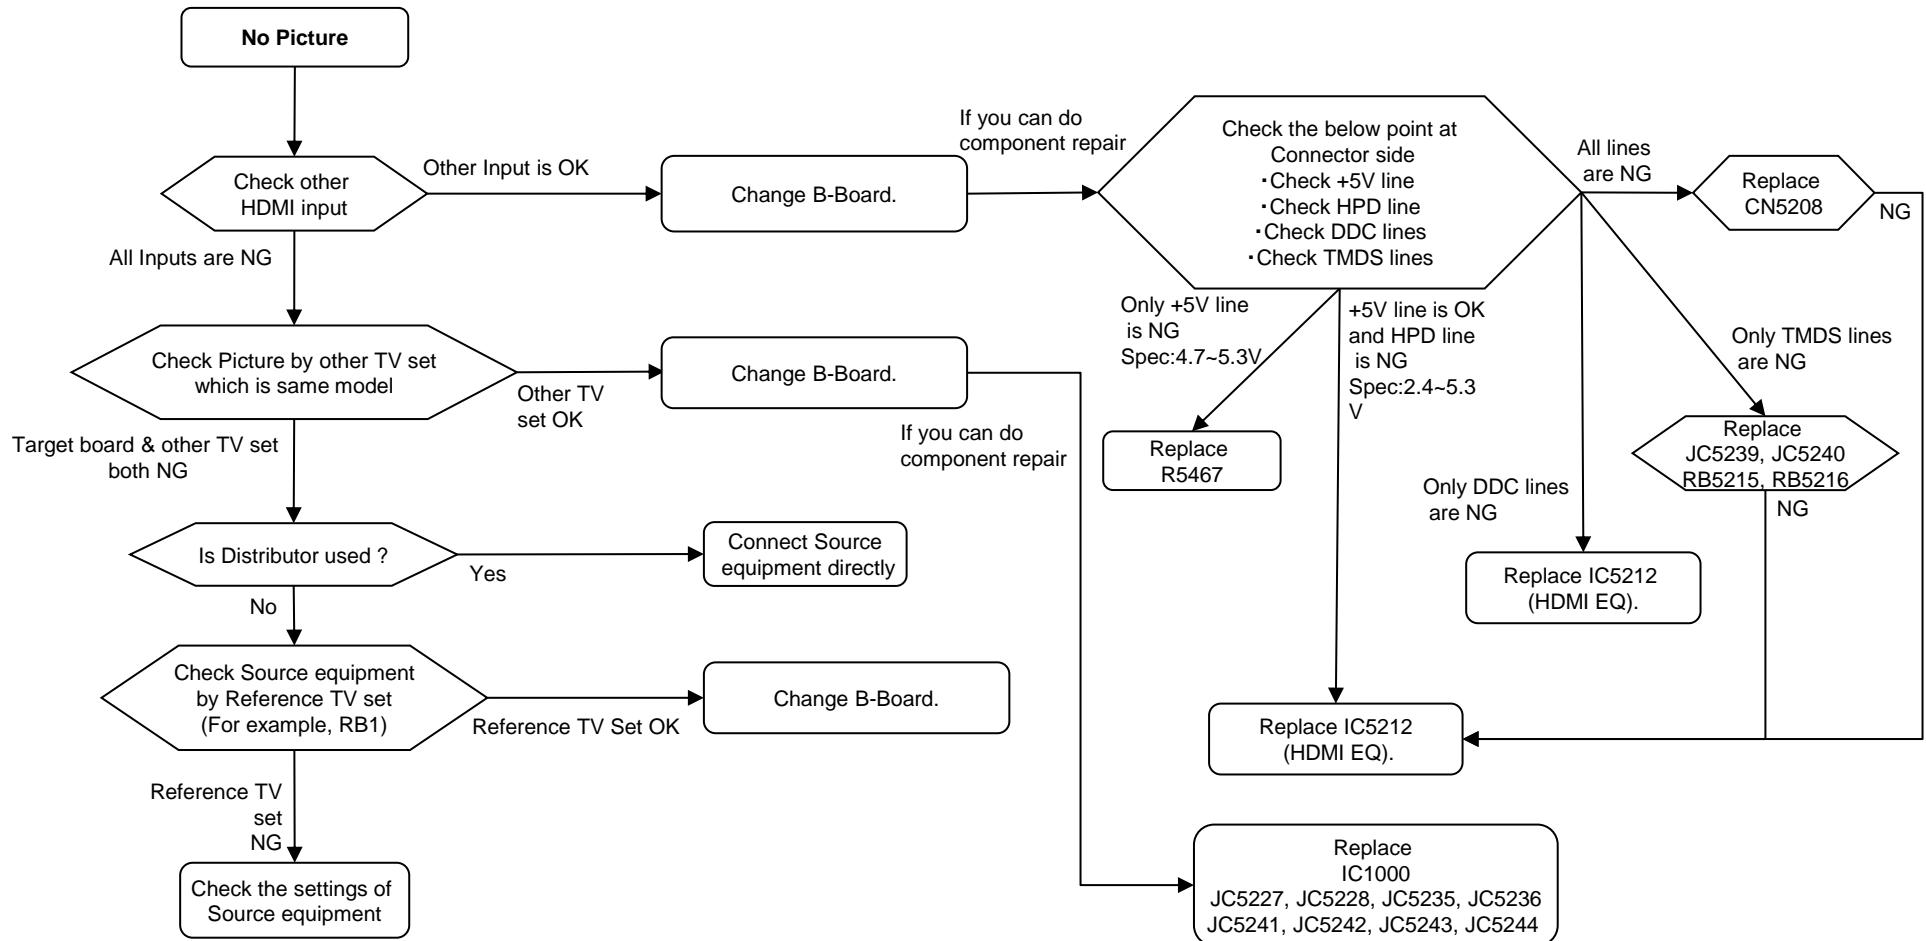 No Picture
Check other
HDMI input
Other Input is OK
Change B-Board.
If you can do
component repair
Check the below point at
Connector side
・Check +5V line
・Check HPD line
・Check DDC lines
・Check TMDS lines
All lines
are NG
Replace
CN5208
NG
All Inputs are NG
Only +5V line
is NG
Spec:4.7~5.3V
+5V line is OK
and HPD line
is NG
Spec:2.4~5.3
V
Only TMDS lines
are NG
Check Picture by other TV set
which is same model
Other TV
set OK
Change B-Board.
If you can do
component repair
Replace
R5467
Replace
JC5239, JC5240
RB5215, RB5216
NG
Only DDC lines
are NG
Target board & other TV set
both NG
Is Distributor used ?
Yes
Connect Source
equipment directly
Replace IC5212
(HDMI EQ).
No
Check Source equipment
by Reference TV set
(For example, RB1)
Reference TV Set OK
Change B-Board.
Replace IC5212
(HDMI EQ).
Reference TV
set
NG
Check the settings of
Source equipment
Replace
IC1000
JC5227, JC5228, JC5235, JC5236
JC5241, JC5242, JC5243, JC5244